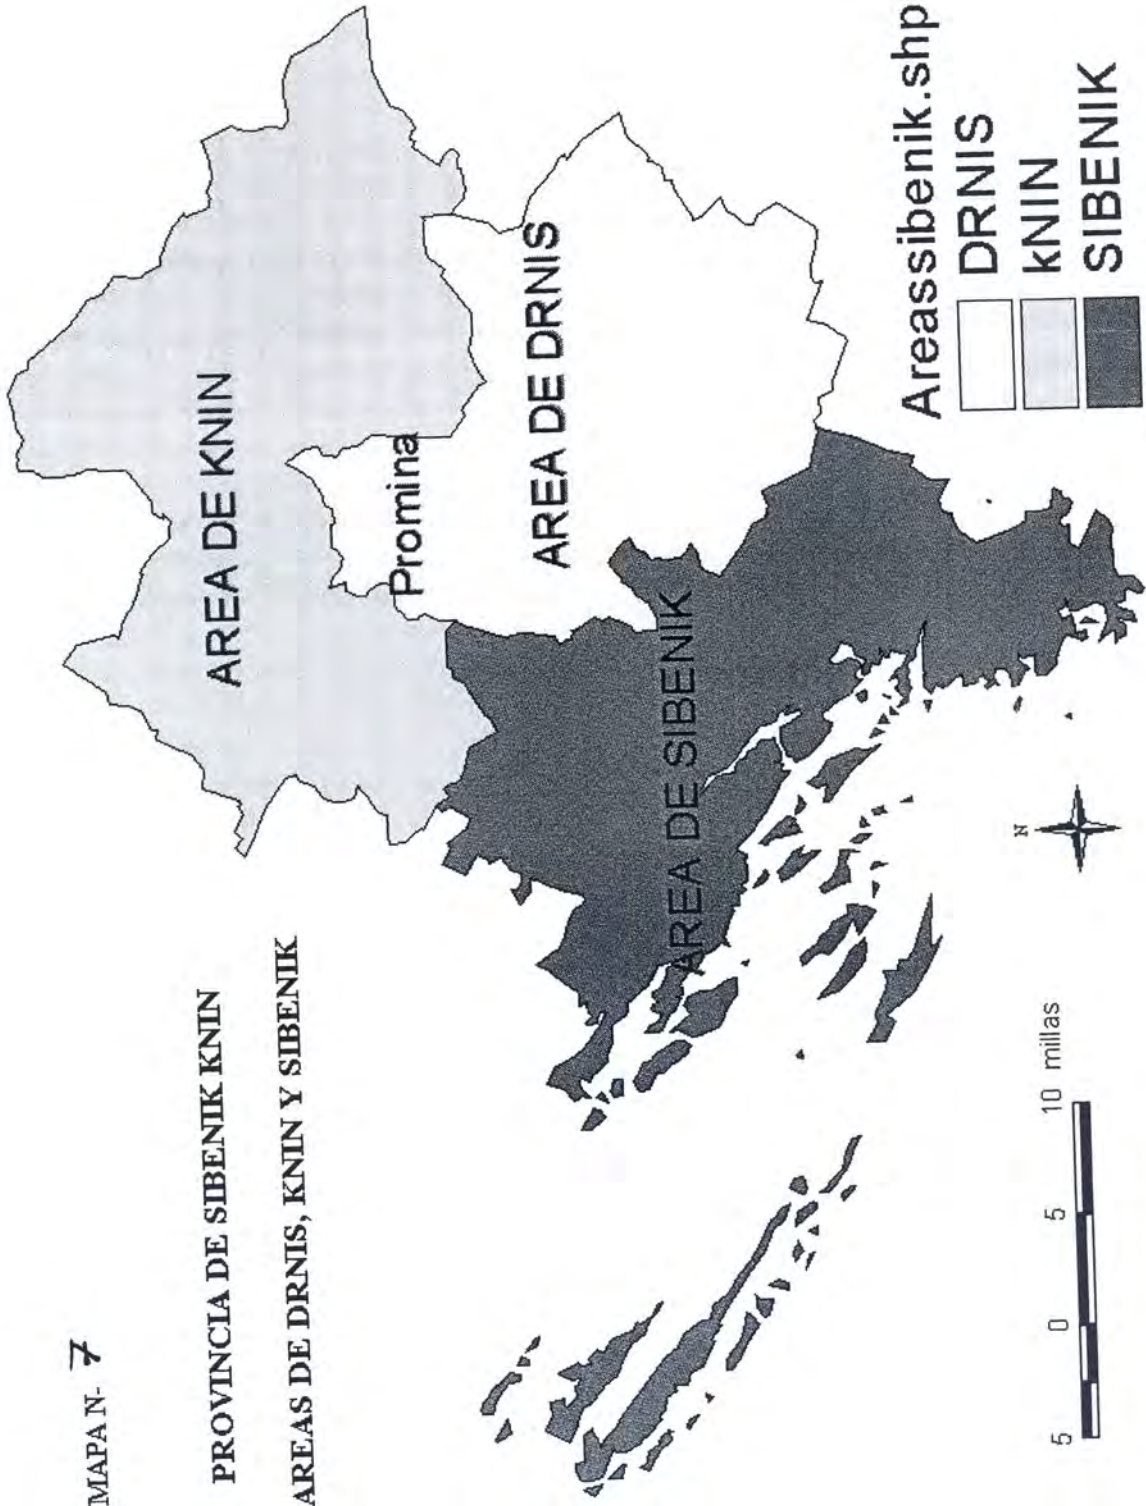 MAPA N- 7
PROVINCIA DE SIBENIK KNIN
AREAS DE DRNIS, KNIN Y SIBENIK
AREA DE KNIN
Promina
AREA DE DRNIS
AREA DE SIBENIK
N
5 0 5 10 millas
Areassibenik.shp
DRNIS
kNIN
SIBENIK